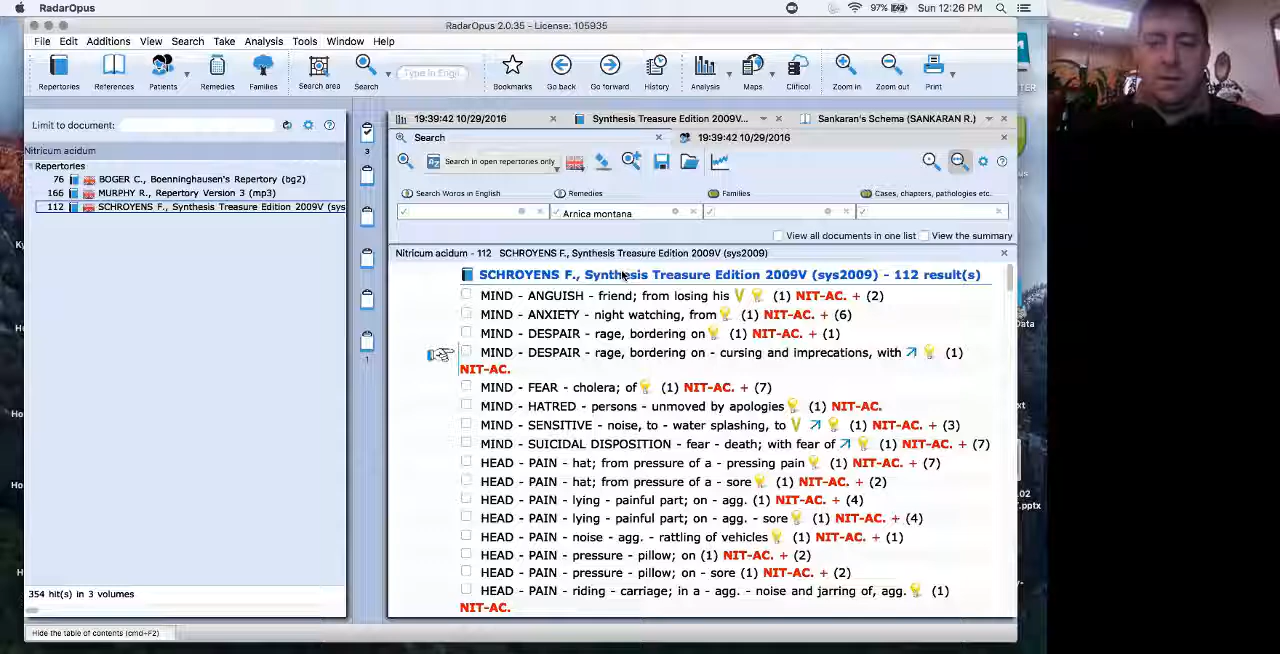 RadarOpus
97%
Sun 12:26 PM
RadarOpus 2.0.35 - License: 105935
File Edit Additions View Search Take Analysis Tools Window Help
Type in Engl
Repertories References Patients Remedies Families Search area Search Bookmarks Go back Go forward History Analysis Maps Clificol Zoom in Zoom out Print
Limit to document:
Nitricum acidum
Repertories
76 BOGER C., Boenninghausen's Repertory (bg2)
166 MURPHY R., Repertory Version 3 (mp3)
112 SCHROYENS F., Synthesis Treasure Edition 2009V (sys
354 hit(s) in 3 volumes
Hide the table of contents (cmd+F2)
3
1
19:39:42 10/29/2016 Synthesis Treasure Edition 2009V... Sankaran's Schema (SANKARAN R.)
Search 19:39:42 10/29/2016
Search in open repertories only
Search Words in English Remedies Families Cases, chapters, pathologies etc.
Arnica montana
View all documents in one list View the summary
Nitricum acidum - 112 SCHROYENS F., Synthesis Treasure Edition 2009V (sys2009)
SCHROYENS F., Synthesis Treasure Edition 2009V (sys2009) - 112 result(s)
MIND - ANGUISH - friend; from losing his V (1) NIT-AC. + (2)
MIND - ANXIETY - night watching, from (1) NIT-AC. + (6)
MIND - DESPAIR - rage, bordering on (1) NIT-AC. + (1)
MIND - DESPAIR - rage, bordering on - cursing and imprecations, with (1)
NIT-AC.
MIND - FEAR - cholera; of (1) NIT-AC. + (7)
MIND - HATRED - persons - unmoved by apologies (1) NIT-AC.
MIND - SENSITIVE - noise, to - water splashing, to V (1) NIT-AC. + (3)
MIND - SUICIDAL DISPOSITION - fear - death; with fear of (1) NIT-AC. + (7)
HEAD - PAIN - hat; from pressure of a - pressing pain (1) NIT-AC. + (7)
HEAD - PAIN - hat; from pressure of a - sore (1) NIT-AC. + (2)
HEAD - PAIN - lying - painful part; on - agg. (1) NIT-AC. + (4)
HEAD - PAIN - lying - painful part; on - agg. - sore (1) NIT-AC. + (4)
HEAD - PAIN - noise - agg. - rattling of vehicles (1) NIT-AC. + (1)
HEAD - PAIN - pressure - pillow; on (1) NIT-AC. + (2)
HEAD - PAIN - pressure - pillow; on - sore (1) NIT-AC. + (2)
HEAD - PAIN - riding - carriage; in a - agg. - noise and jarring of, agg. (1)
NIT-AC.